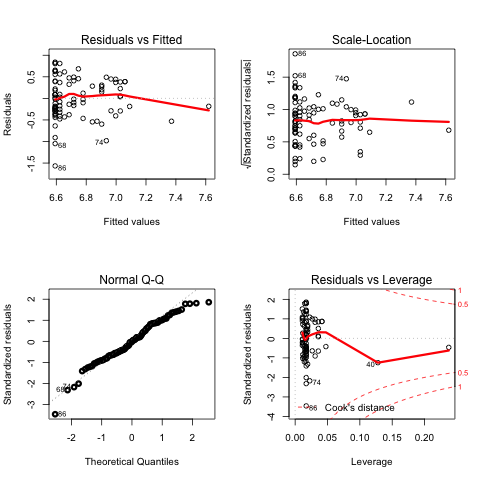 Residuals vs Fitted
Residuals
0.5
-0.5
-1.5
68
74
86
6.6 6.8 7.0 7.2 7.4 7.6
Fitted values
Scale-Location
√|Standardized residuals|
1.5
1.0
0.5
0.0
86
74
68
6.6 6.8 7.0 7.2 7.4 7.6
Fitted values
Normal Q-Q
Standardized residuals
2
1
0
-1
-2
-3
74
68
86
-2 -1 0 1 2
Theoretical Quantiles
Residuals vs Leverage
Standardized residuals
2
1
0
-1
-2
-3
-4
1
0.5
0.5
1
40
74
86
Cook's distance
0.00 0.05 0.10 0.15 0.20
Leverage